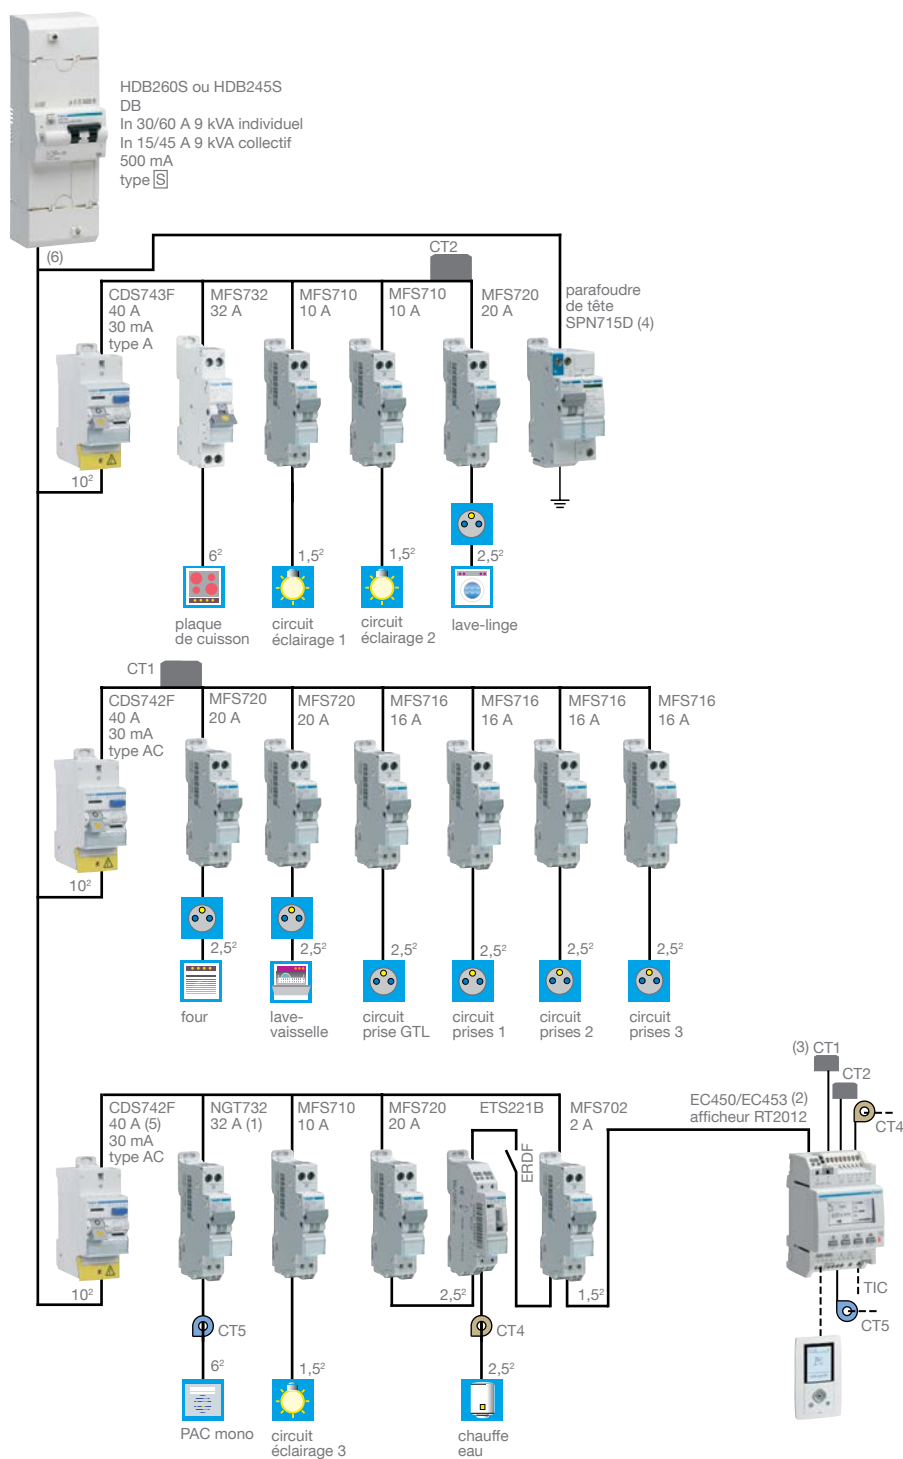 HDB260S ou HDB245S
DB
In 30/60 A 9 kVA individuel
In 15/45 A 9 kVA collectif
500 mA
type S
(6)
CT2
CDS743F
40 A
30 mA
type A
MFS732
32 A
MFS710
10 A
MFS710
10 A
MFS720
20 A
parafoudre
de tête
SPN715D (4)
10²
6²
1,5²
1,5²
2,5²
plaque
de cuisson
circuit
éclairage 1
circuit
éclairage 2
lave-linge
CT1
CDS742F
40 A
30 mA
type AC
MFS720
20 A
MFS720
20 A
MFS716
16 A
MFS716
16 A
MFS716
16 A
MFS716
16 A
10²
2,5²
2,5²
2,5²
2,5²
2,5²
2,5²
four
lave-
vaisselle
circuit
prise GTL
circuit
prises 1
circuit
prises 2
circuit
prises 3
(3) CT1
CT2
CT4
EC450/EC453 (2)
afficheur RT2012
CDS742F
40 A (5)
30 mA
type AC
NGT732
32 A (1)
MFS710
10 A
MFS720
20 A
ETS221B
ERDF
MFS702
2 A
10²
2,5²
1,5²
TIC
CT5
CT5
CT4
6²
1,5²
2,5²
PAC mono
circuit
éclairage 3
chauffe
eau